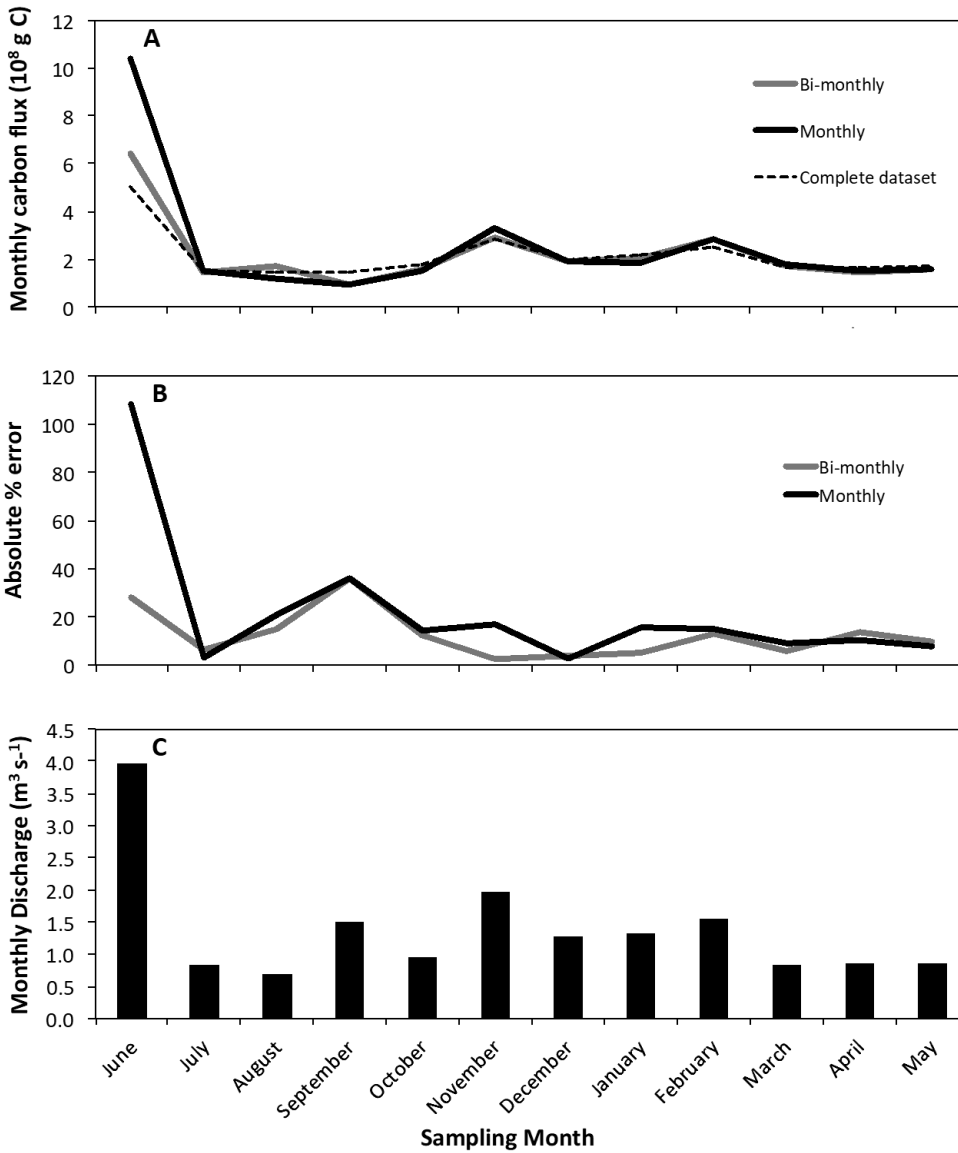 Monthly carbon flux (10⁸ g C)
12
10
8
6
4
2
0
A
Bi-monthly
Monthly
Complete dataset
Absolute % error
120
100
80
60
40
20
0
B
Bi-monthly
Monthly
Monthly Discharge (m³ s⁻¹)
4.5
4.0
3.5
3.0
2.5
2.0
1.5
1.0
0.5
0.0
C
June
July
August
September
October
November
December
January
February
March
April
May
Sampling Month